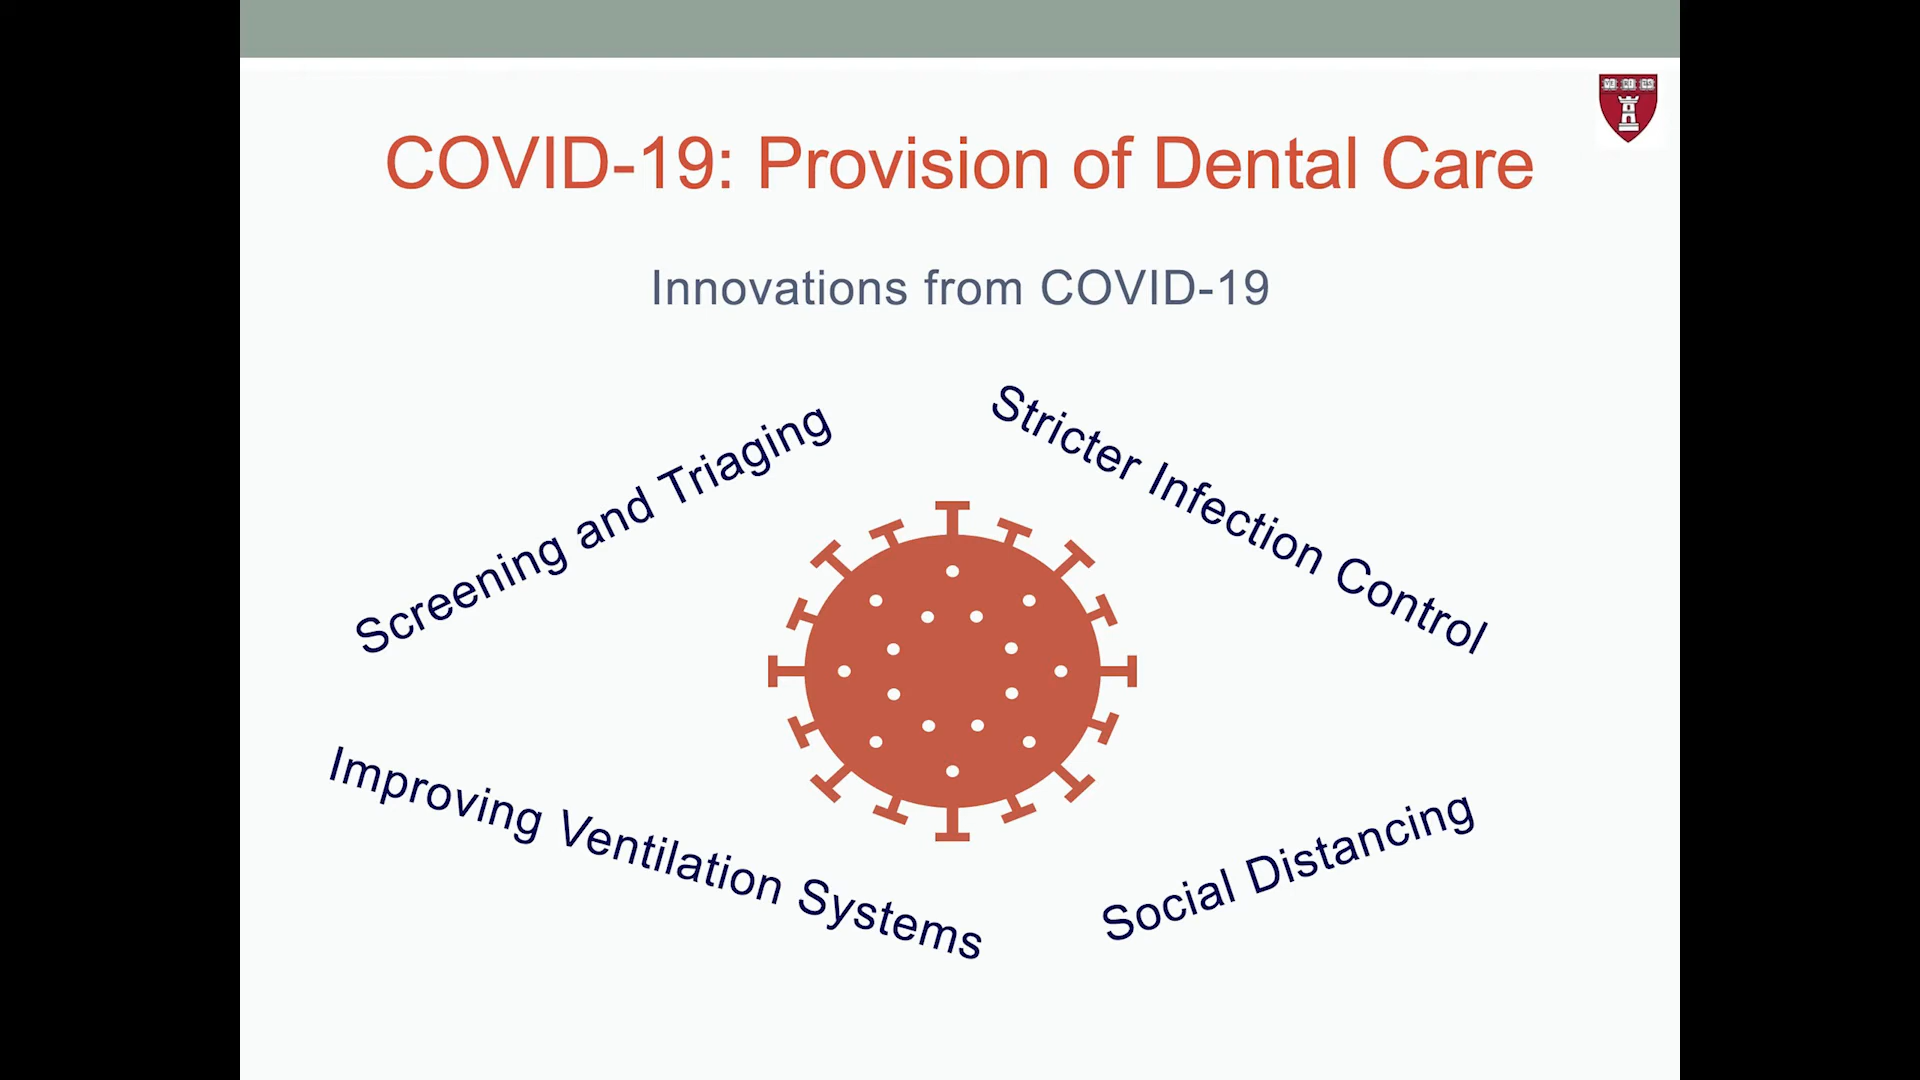 COVID-19: Provision of Dental Care
Innovations from COVID-19
Screening and Triaging
Stricter Infection Control
Improving Ventilation Systems
Social Distancing